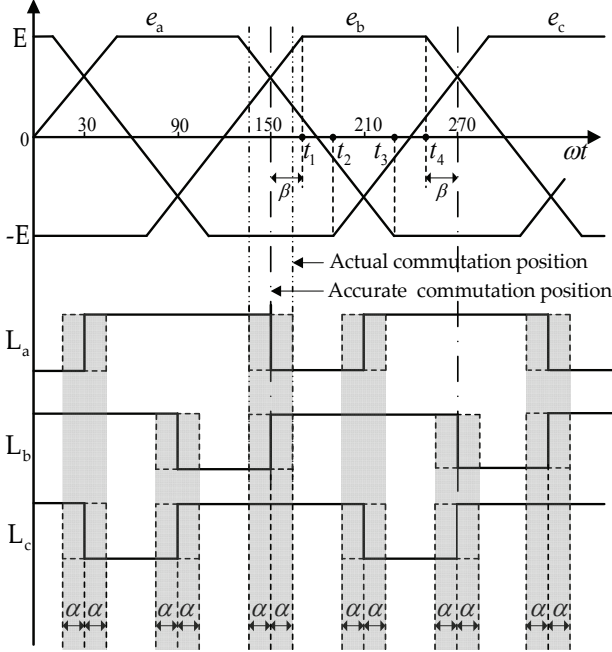 E
e_a
e_b
e_c
30
90
150
210
270
0
t_1
t_2
t_3
t_4
ωt
β
β
-E
Actual commutation position
Accurate commutation position
L_a
L_b
L_c
α α α α α α α α α α α α